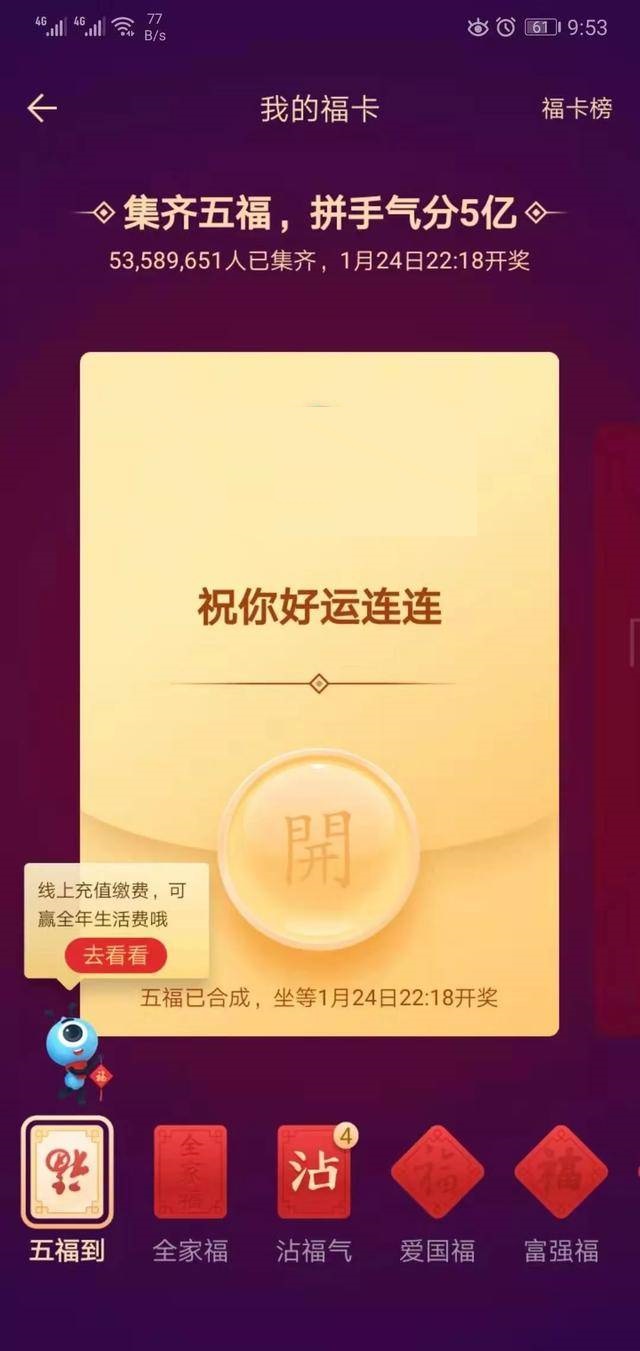 4G 4G 77 B/s 61 9:53
我的福卡 福卡榜
集齐五福，拼手气分5亿
53,589,651人已集齐，1月24日22:18开奖
祝你好运连连
開
线上充值缴费，可
赢全年生活费哦
去看看
五福已合成，坐等1月24日22:18开奖
福
福 全家福 沾 4 福 福
五福到 全家福 沾福气 爱国福 富强福